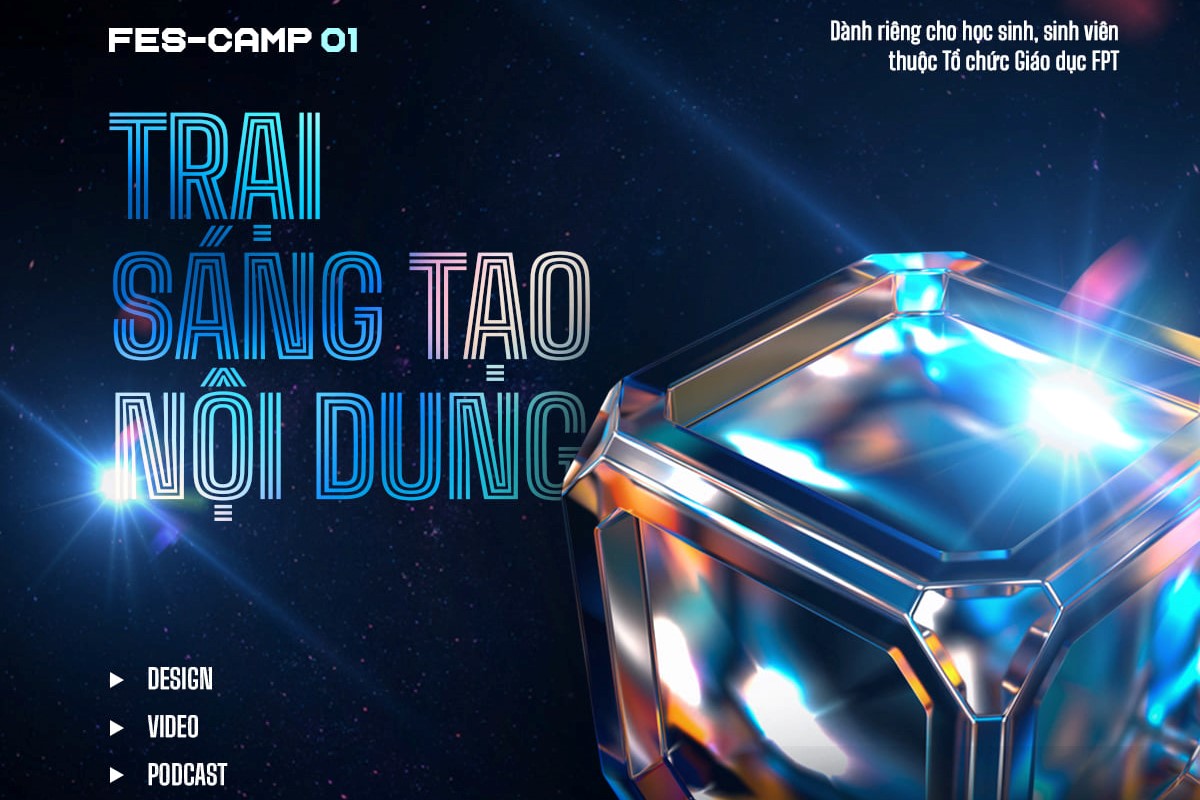 FES-CAMP 01
Dành riêng cho học sinh, sinh viên
thuộc Tổ chức Giáo dục FPT
TRẠI
SÁNG TẠO
NỘI DUNG
DESIGN
VIDEO
PODCAST